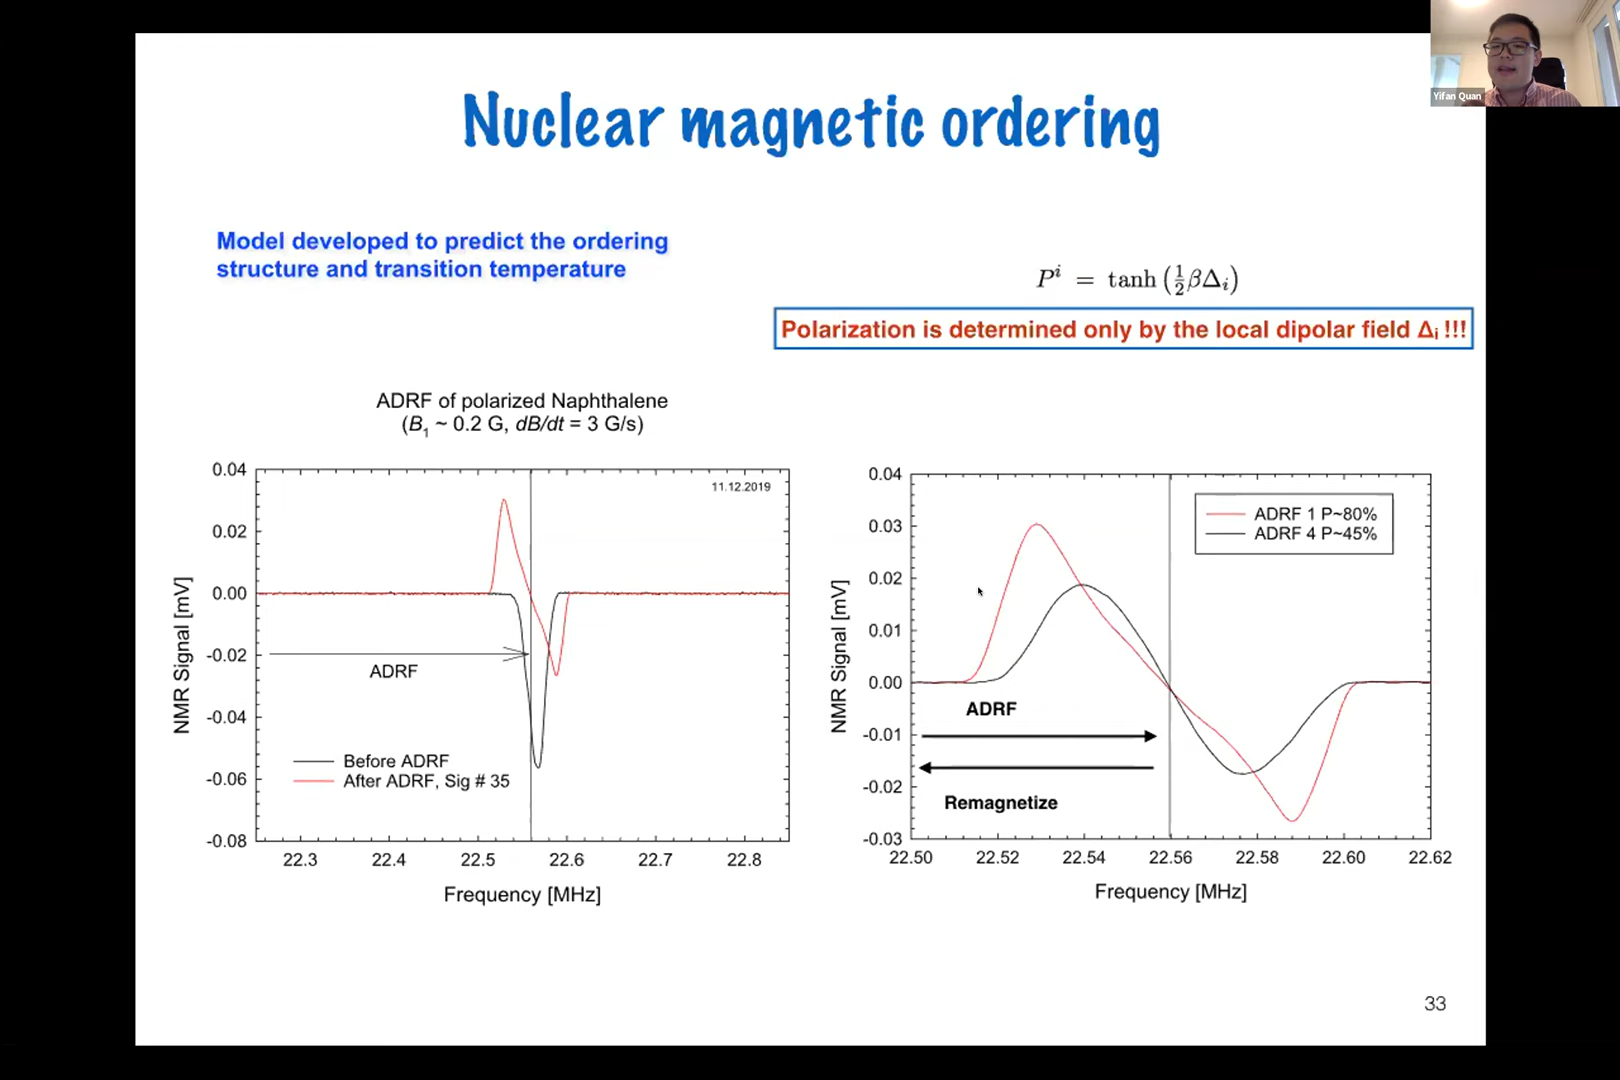 Yifan Quan
Nuclear magnetic ordering
Model developed to predict the ordering
structure and transition temperature
Pⁱ = tanh (½βΔᵢ)
Polarization is determined only by the local dipolar field Δᵢ !!!
ADRF of polarized Naphthalene
(B₁ ~ 0.2 G, dB/dt = 3 G/s)
0.04
0.02
0.00
-0.02
-0.04
-0.06
-0.08
NMR Signal [mV]
11.12.2019
ADRF
Before ADRF
After ADRF, Sig # 35
22.3 22.4 22.5 22.6 22.7 22.8
Frequency [MHz]
0.04
0.03
0.02
0.01
0.00
-0.01
-0.02
-0.03
NMR Signal [mV]
ADRF 1 P~80%
ADRF 4 P~45%
ADRF
Remagnetize
22.50 22.52 22.54 22.56 22.58 22.60 22.62
Frequency [MHz]
33